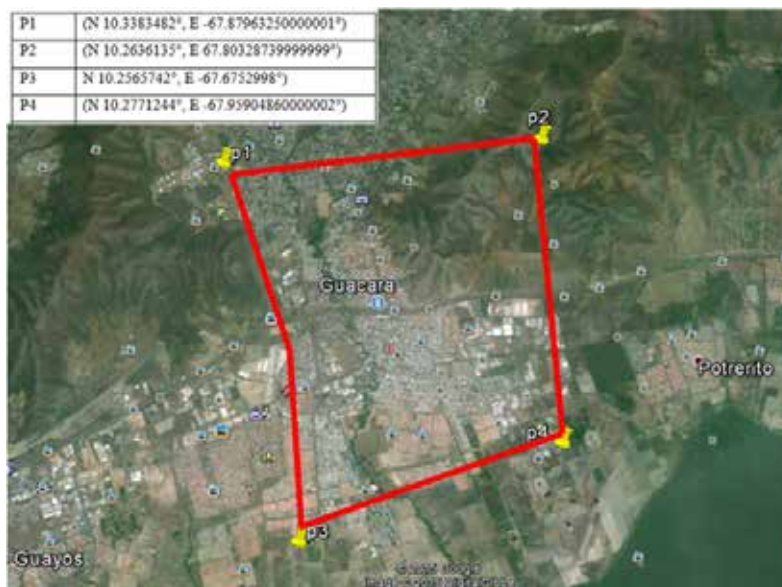 P1 (N 10.3383482°, E -67.87963250000001°)
P2 (N 10.2636135°, E 67.80328739999999°)
P3 N 10.2565742°, E -67.6752998°)
P4 (N 10.2771244°, E -67.95904860000002°)
p2
p1
Guacara
Potrerito
p4
p3
Guayos
Google